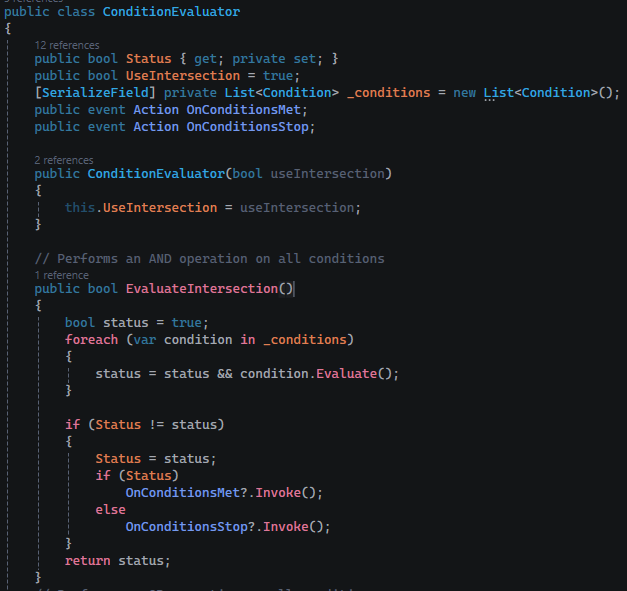 public class ConditionEvaluator
{
12 references
public bool Status { get; private set; }
public bool UseIntersection = true;
[SerializeField] private List<Condition> _conditions = new List<Condition>();
public event Action OnConditionsMet;
public event Action OnConditionsStop;
2 references
public ConditionEvaluator(bool useIntersection)
{
this.UseIntersection = useIntersection;
}
// Performs an AND operation on all conditions
1 reference
public bool EvaluateIntersection()
{
bool status = true;
foreach (var condition in _conditions)
{
status = status && condition.Evaluate();
}
if (Status != status)
{
Status = status;
if (Status)
OnConditionsMet?.Invoke();
else
OnConditionsStop?.Invoke();
}
return status;
}